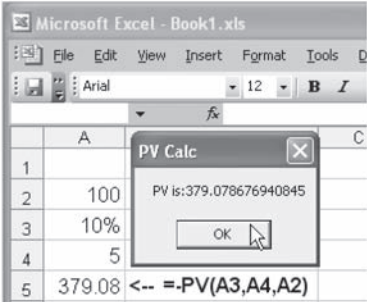 Microsoft Excel - Book1.xls
File Edit View Insert Format Tools D
Arial 12 B I
fx
A C
PV Calc
1
PV is:379.078676940845
2 100
3 10%
OK
4 5
5 379.08 <-- =-PV(A3,A4,A2)